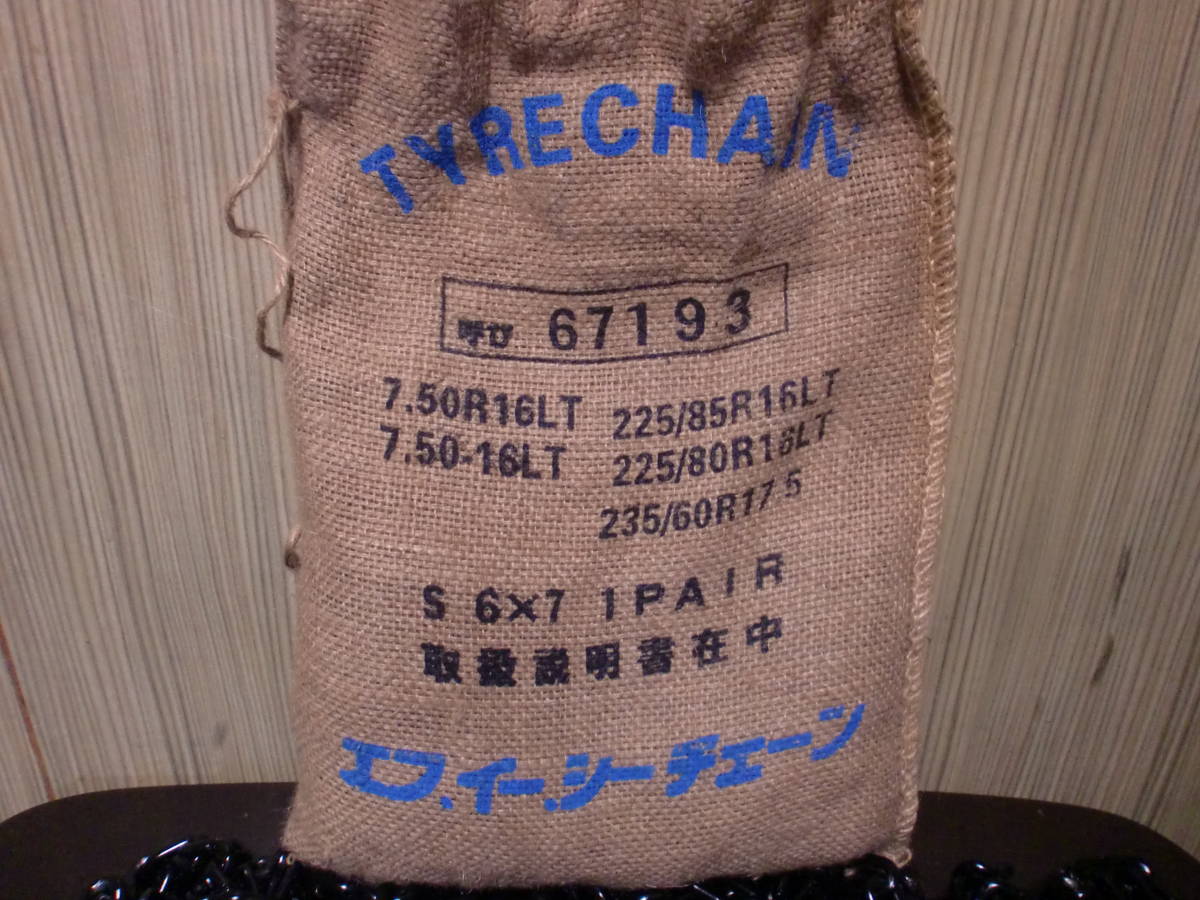 TYRECHAIN
呼び 67193
7.50R16LT 225/85R16LT
7.50-16LT 225/80R16LT
235/60R17.5
S 6×7 1PAIR
取扱説明書在中
エフ.イー.シーチェーン